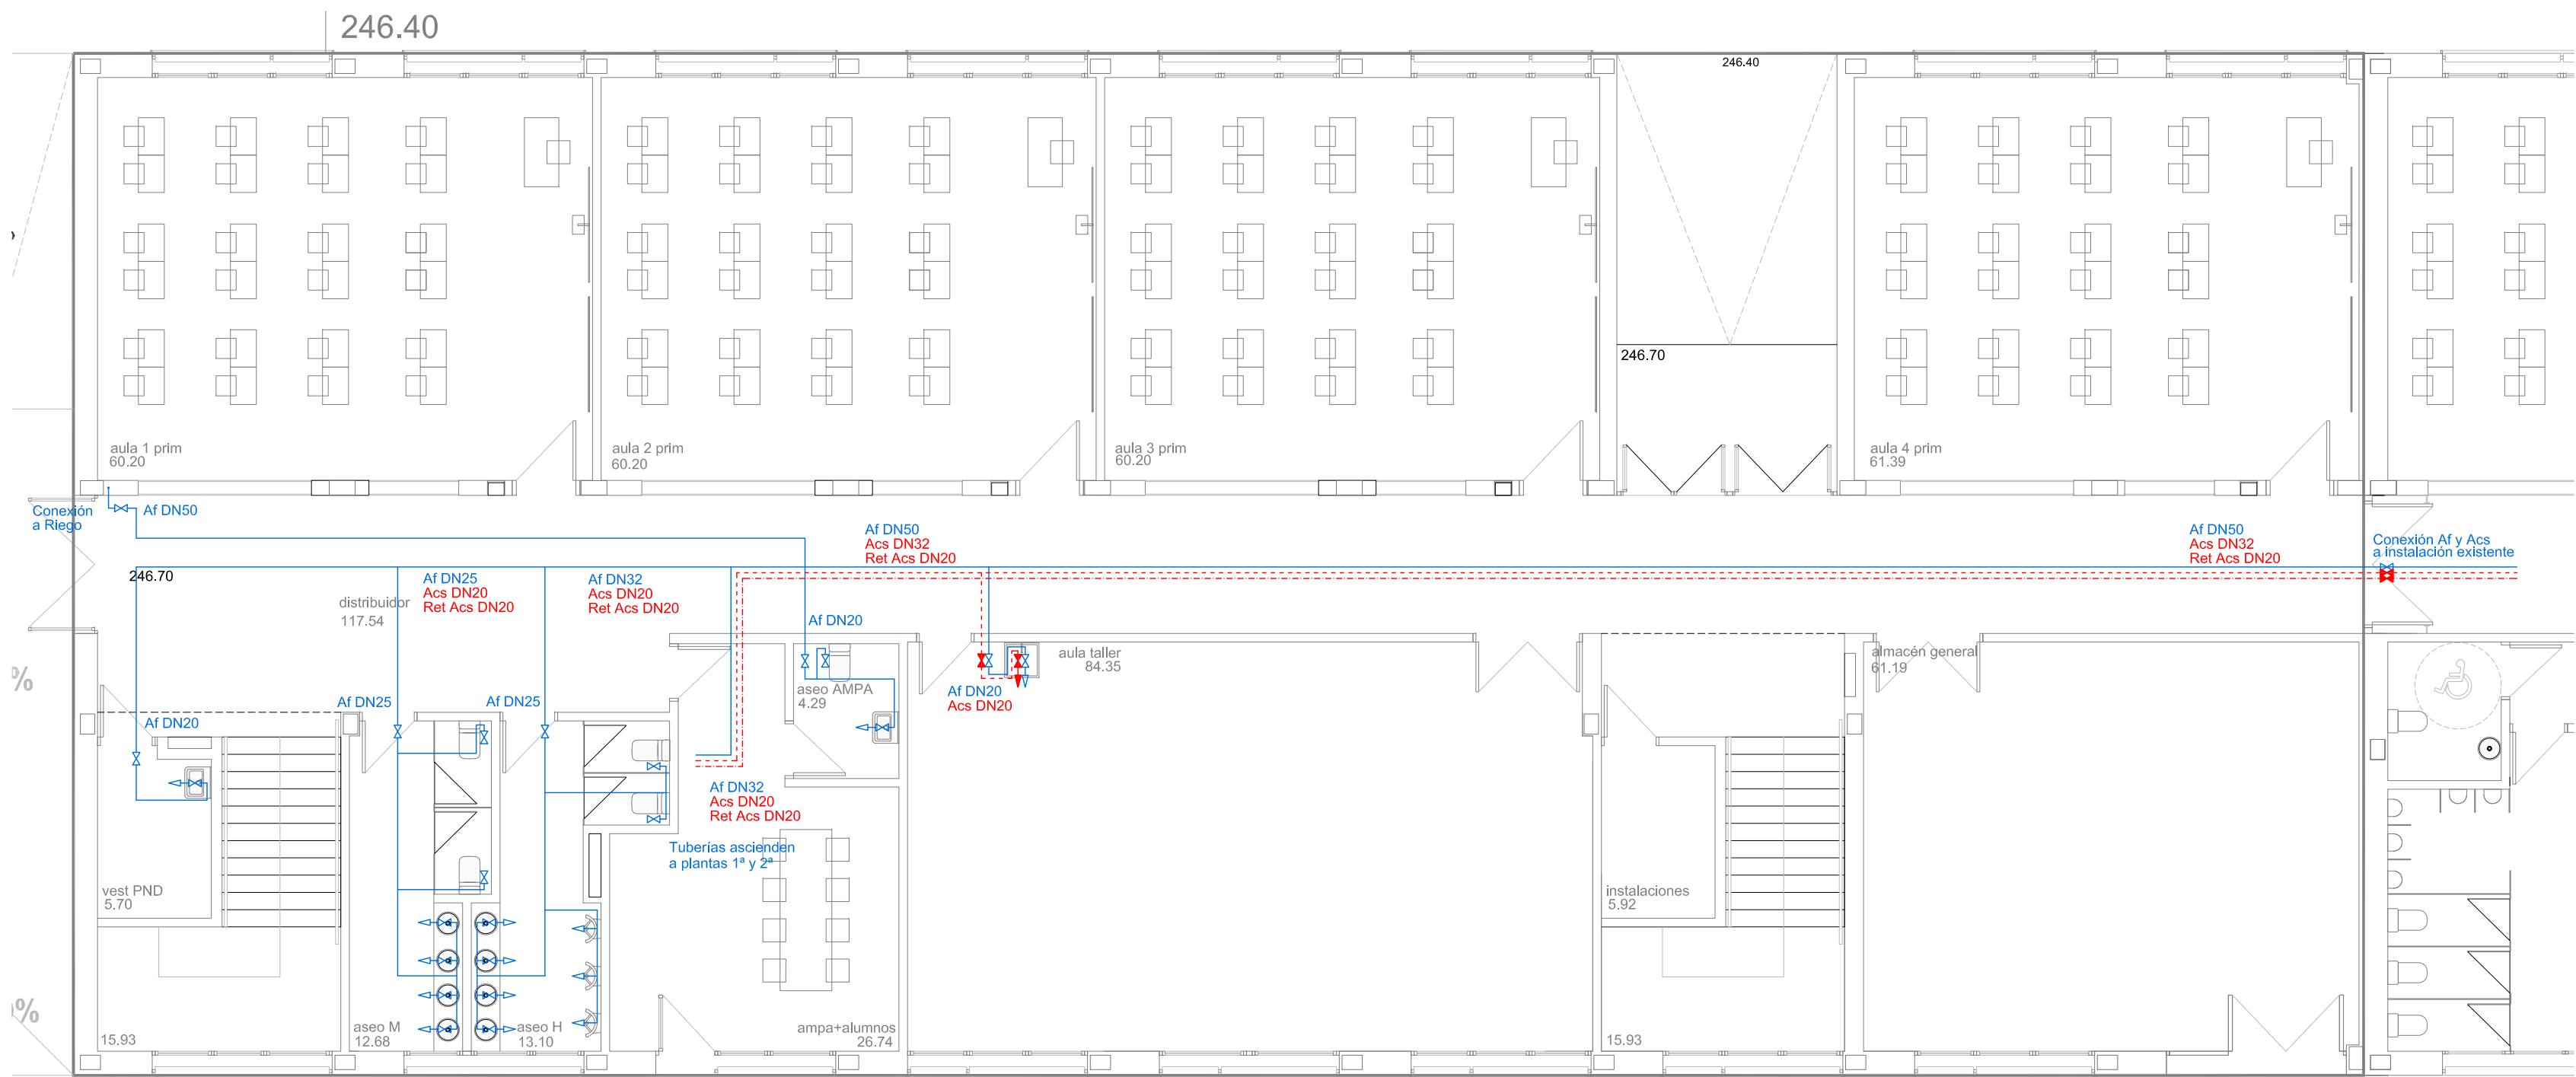 246.40
246.40
246.70
aula 1 prim
60.20
aula 2 prim
60.20
aula 3 prim
60.20
aula 4 prim
61.39
Conexión
a Riego
Af DN50
Af DN50
Acs DN32
Ret Acs DN20
Af DN50
Acs DN32
Ret Acs DN20
Conexión Af y Acs
a instalación existente
246.70
distribuidor
117.54
Af DN25
Acs DN20
Ret Acs DN20
Af DN32
Acs DN20
Ret Acs DN20
Af DN20
aula taller
84.35
almacén general
61.19
%
aseo AMPA
4.29
Af DN20
Acs DN20
Af DN25
Af DN25
Af DN20
Af DN32
Acs DN20
Ret Acs DN20
Tuberías ascienden
a plantas 1ª y 2ª
vest PND
5.70
instalaciones
5.92
%
15.93
aseo M
12.68
aseo H
13.10
ampa+alumnos
26.74
15.93